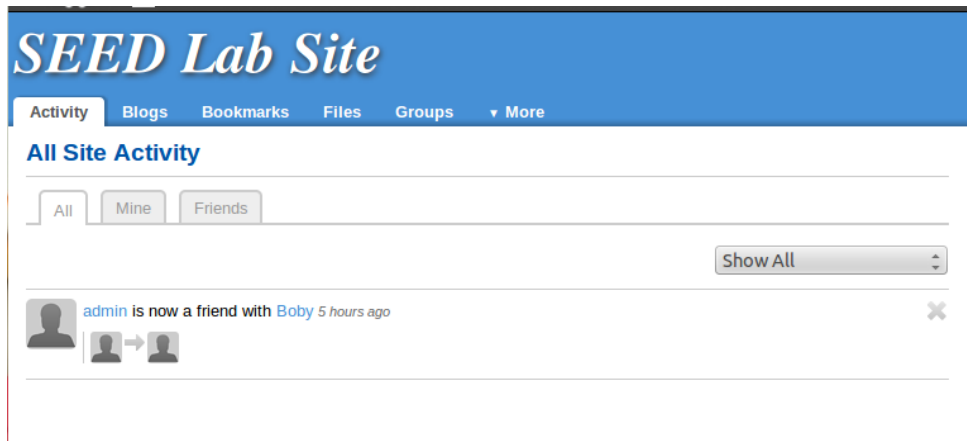 SEED Lab Site
Activity Blogs Bookmarks Files Groups ▼ More
All Site Activity
All Mine Friends
Show All
admin is now a friend with Boby 5 hours ago